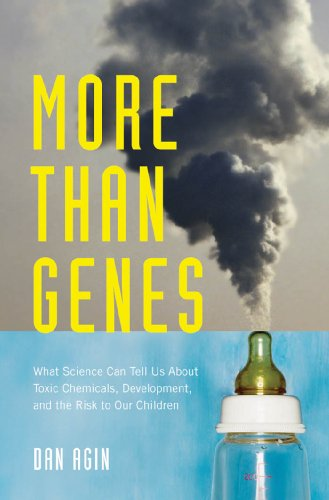 MORE
THAN
GENES
What Science Can Tell Us About
Toxic Chemicals, Development,
and the Risk to Our Children
DAN AGIN